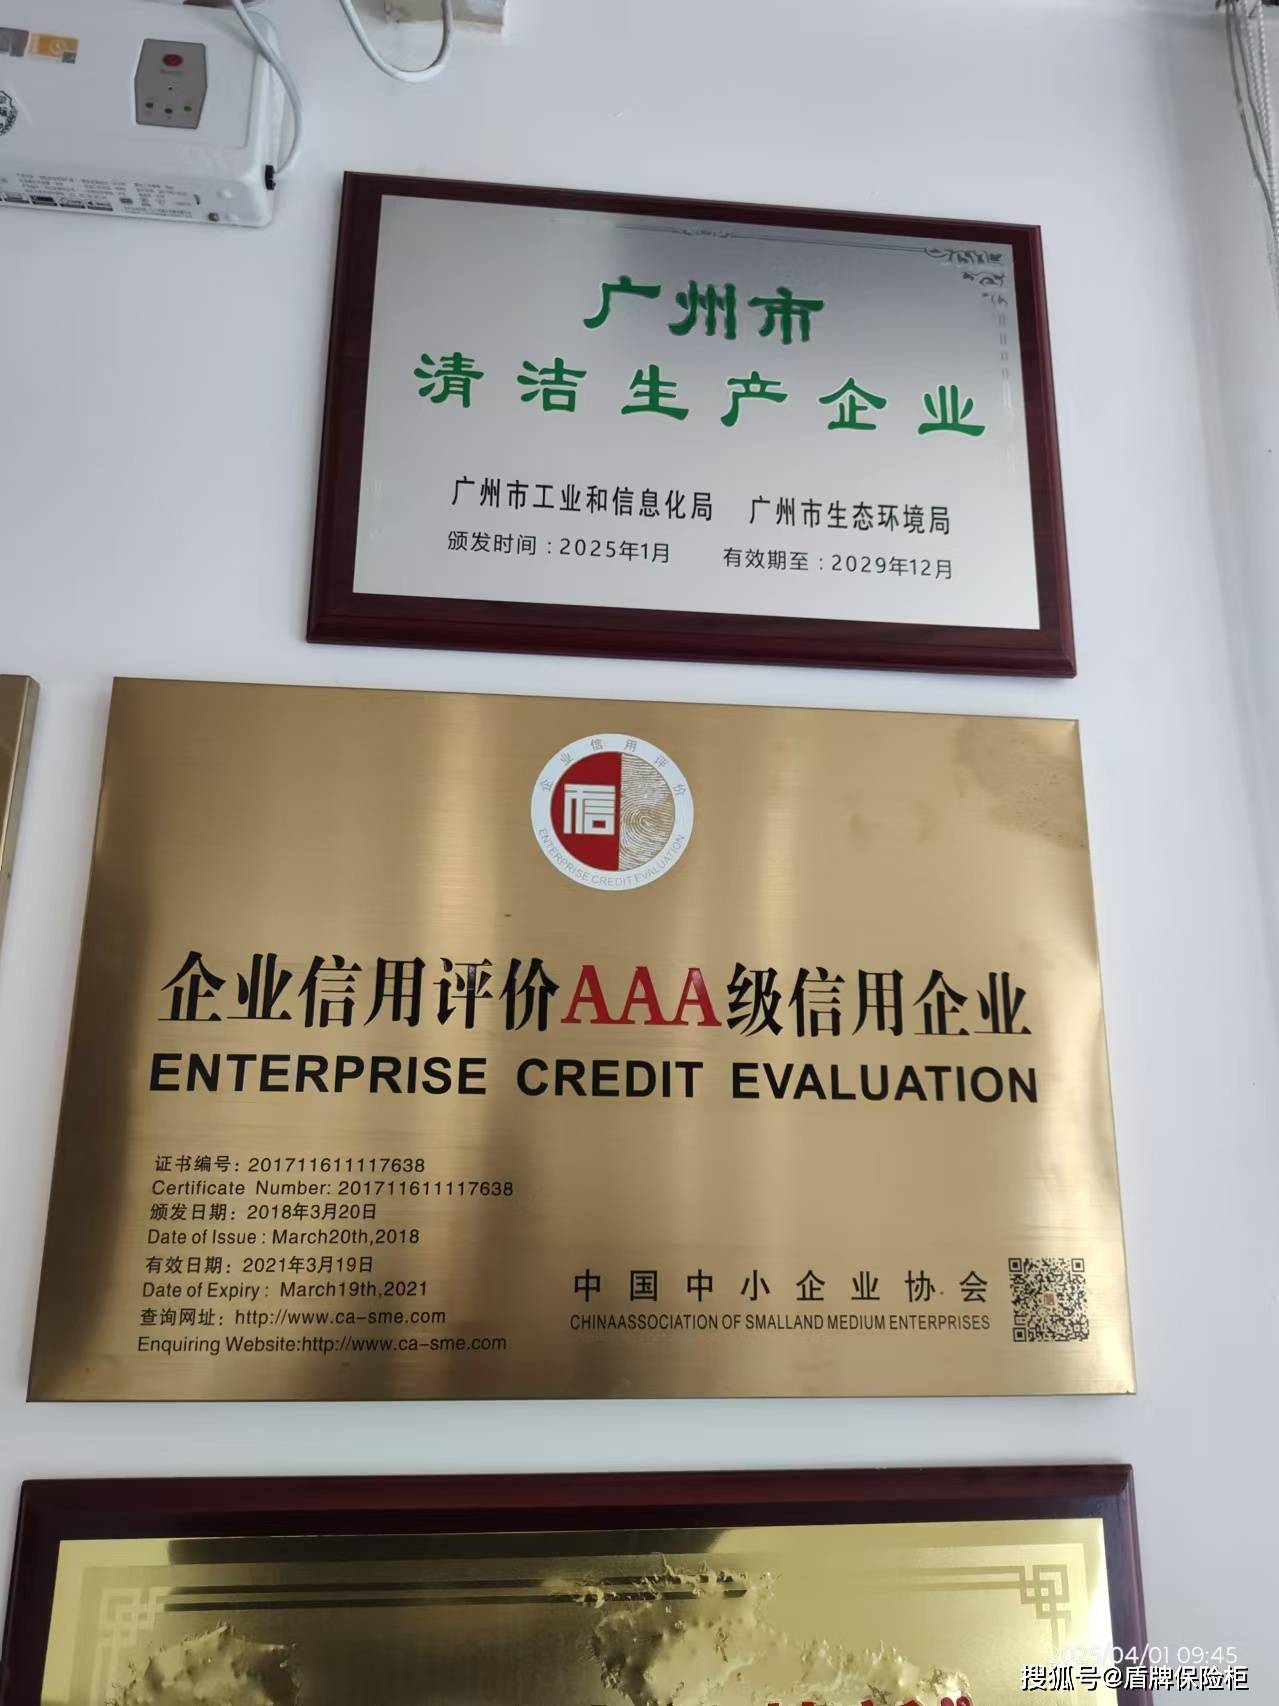 广州市
清洁生产企业
广州市工业和信息化局 广州市生态环境局
颁发时间：2025年1月 有效期至：2029年12月
企业信用评价
信
ENTERPRISE CREDIT EVALUATION
企业信用评价AAA级信用企业
ENTERPRISE CREDIT EVALUATION
证书编号：201711611117638
Certificate Number: 201711611117638
颁发日期：2018年3月20日
Date of Issue : March20th,2018
有效日期：2021年3月19日
Date of Expiry : March19th,2021
查询网址：http://www.ca-sme.com
Enquiring Website:http://www.ca-sme.com
中国中小企业协会
CHINAASSOCIATION OF SMALLAND MEDIUM ENTERPRISES
2025/04/01 09:45
搜狐号@盾牌保险柜